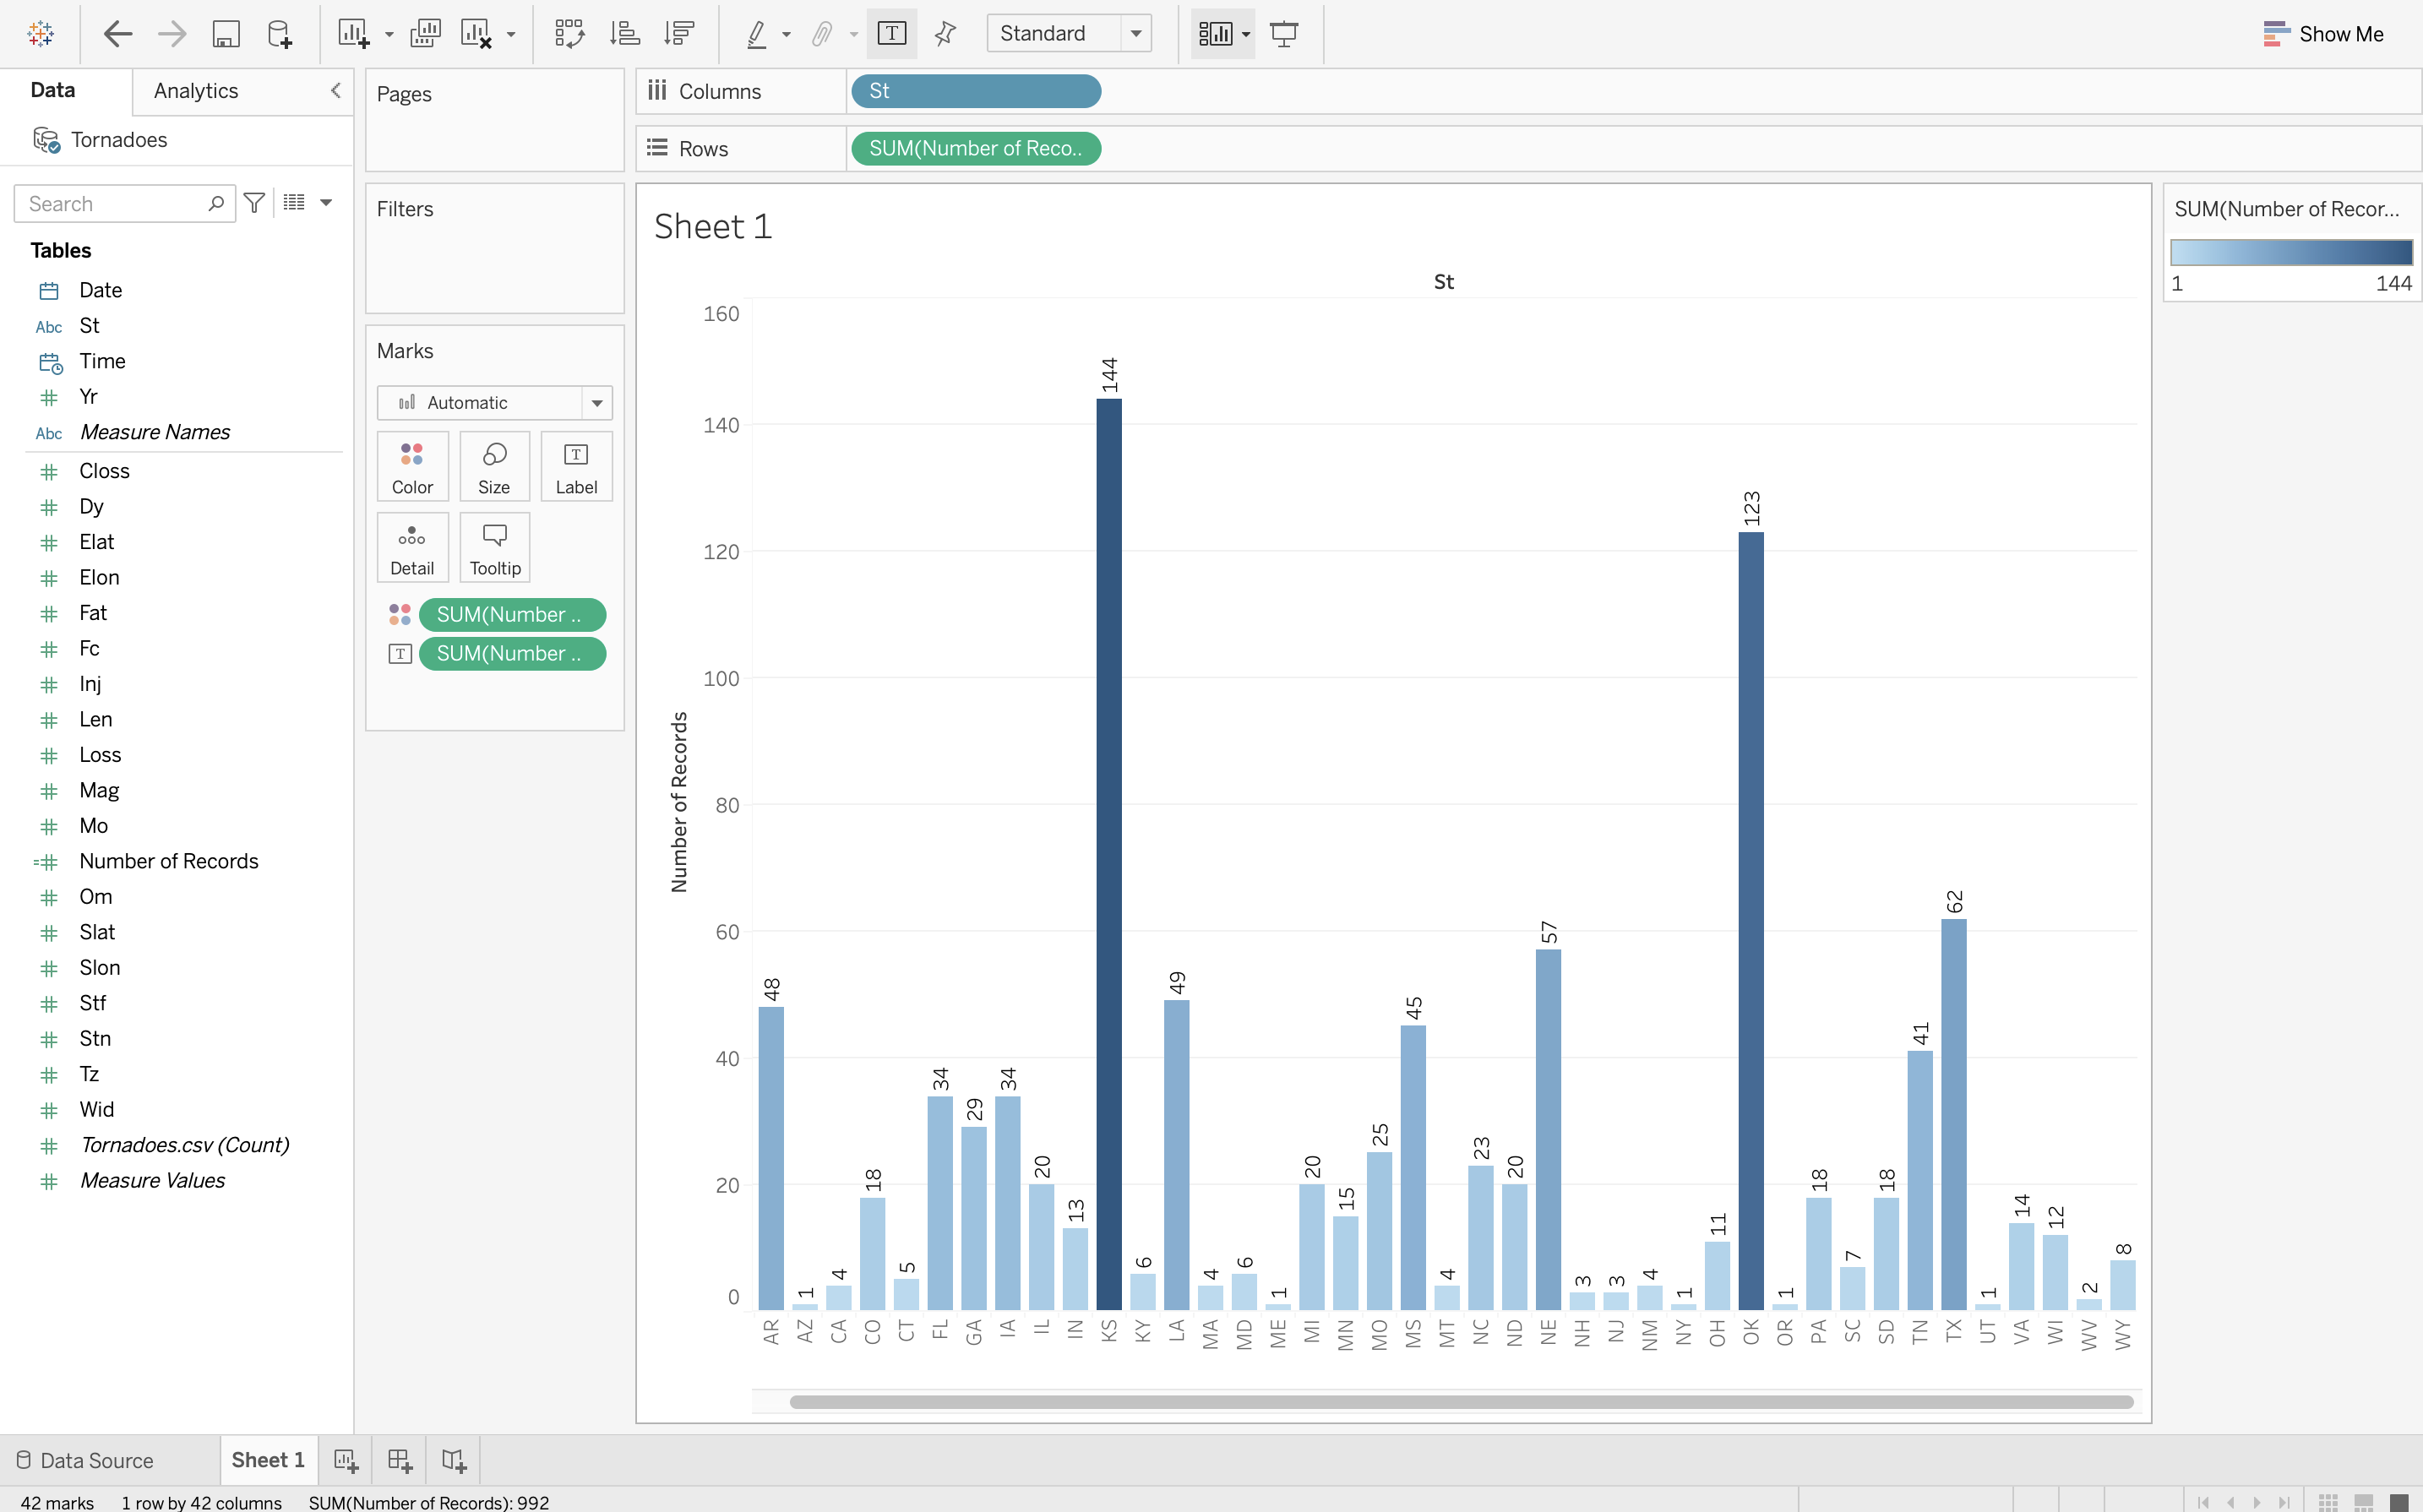 T
Standard
Show Me
Data
Analytics
Tornadoes
Search
Tables
Date
Abc St
Time
Yr
Abc Measure Names
Closs
Dy
Elat
Elon
Fat
Fc
Inj
Len
Loss
Mag
Mo
Number of Records
Om
Slat
Slon
Stf
Stn
Tz
Wid
Tornadoes.csv (Count)
Measure Values
Pages
Filters
Marks
Automatic
Color Size T Label
Detail Tooltip
SUM(Number ..
T SUM(Number ..
Columns St
Rows SUM(Number of Reco..
Sheet 1
St
Number of Records
160
140
120
100
80
60
40
20
0
48 1 4 18 5 34 29 34 20 13 144 6 49 4 6 1 20 15 25 45 4 23 20 57 3 3 4 1 11 123 1 18 7 18 41 62 1 14 12 2 8
AR AZ CA CO CT FL GA IA IL IN KS KY LA MA MD ME MI MN MO MS MT NC ND NE NH NJ NM NY OH OK OR PA SC SD TN TX UT VA WI WV WY
SUM(Number of Recor...
1 144
Data Source Sheet 1
42 marks 1 row by 42 columns SUM(Number of Records): 992